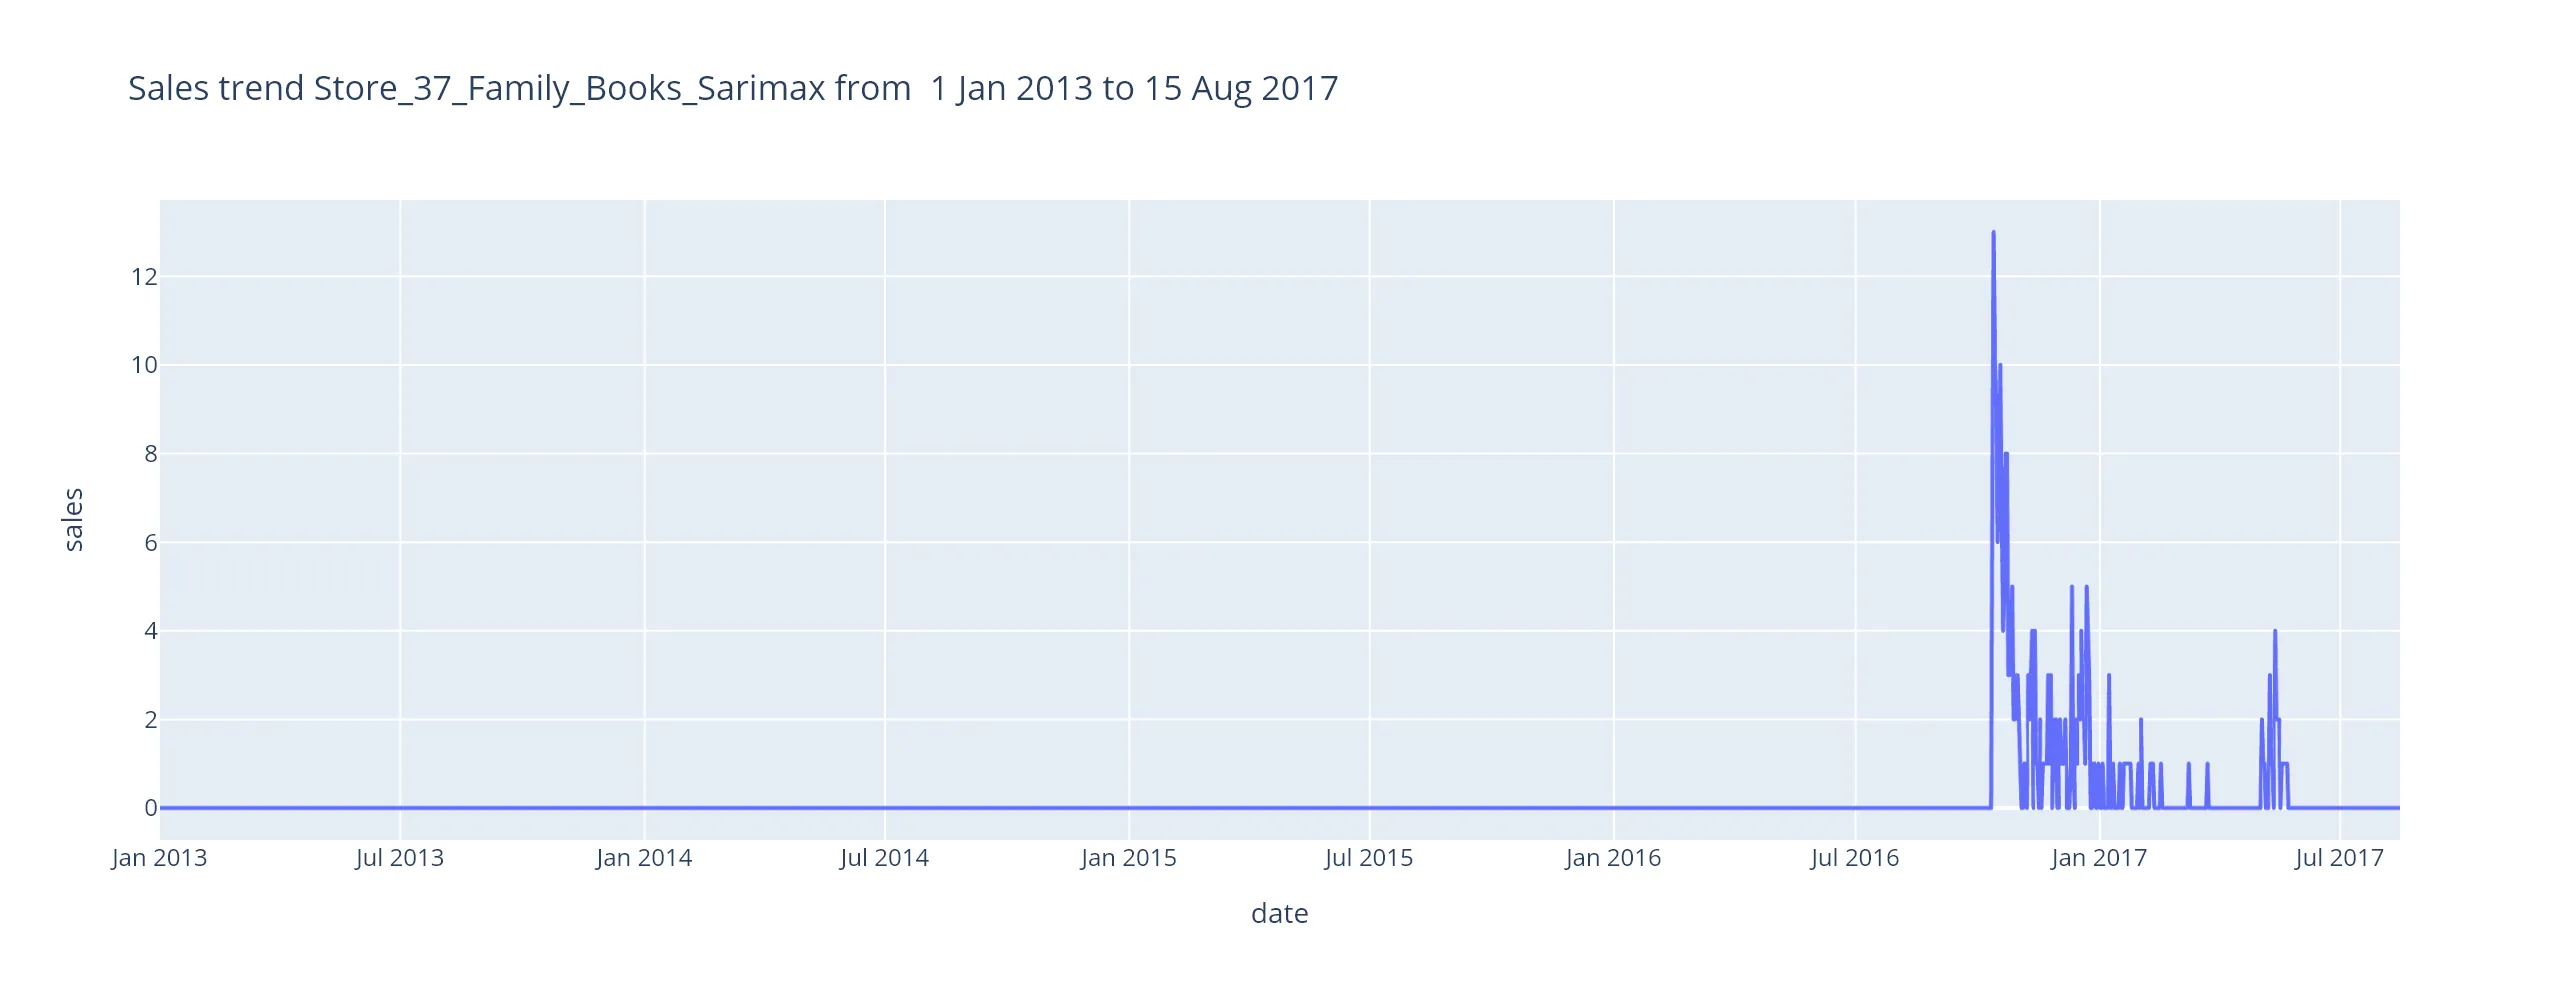 Sales trend Store_37_Family_Books_Sarimax from  1 Jan 2013 to 15 Aug 2017
12
10
8
6
4
2
0
sales
Jan 2013 Jul 2013 Jan 2014 Jul 2014 Jan 2015 Jul 2015 Jan 2016 Jul 2016 Jan 2017 Jul 2017
date